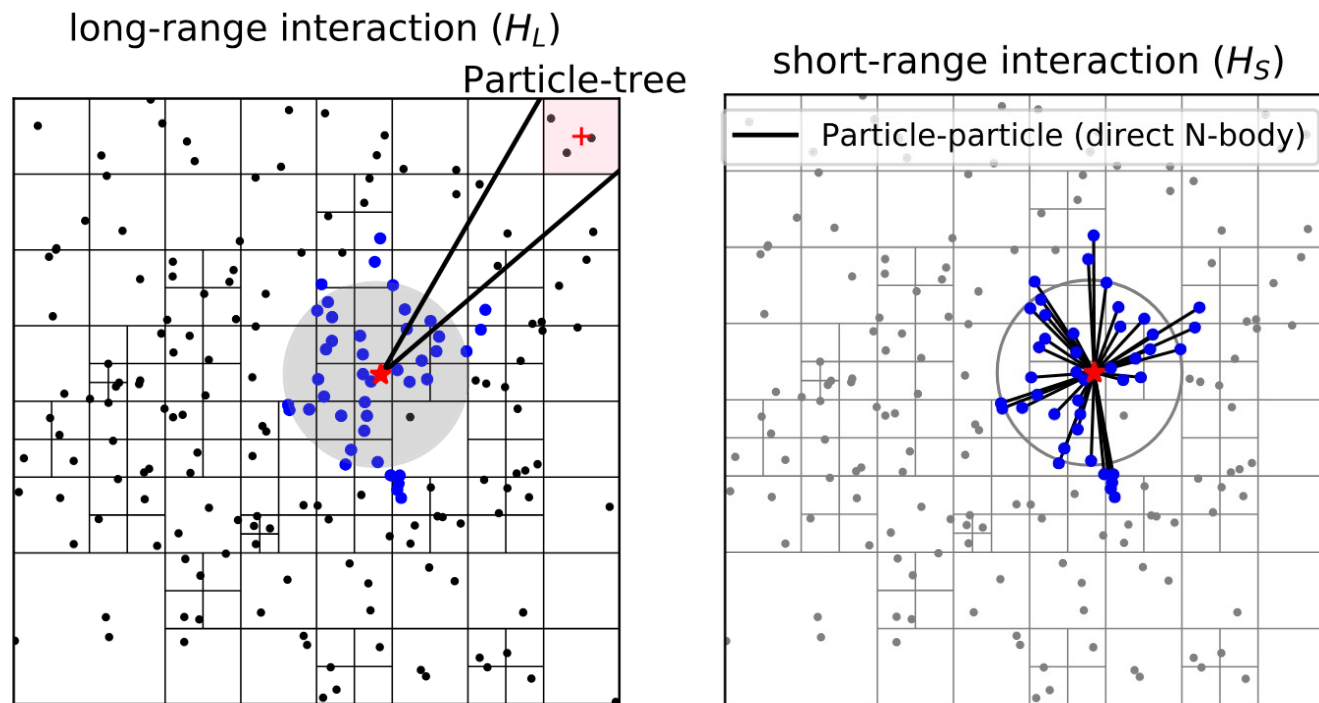 long-range interaction (H_L)
Particle-tree
short-range interaction (H_S)
Particle-particle (direct N-body)